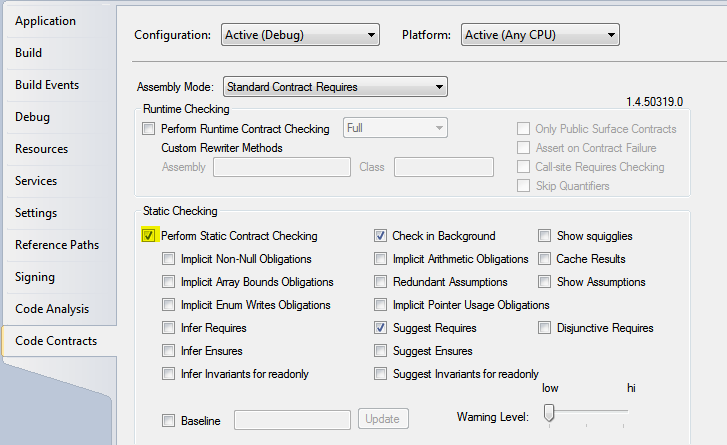 Application
Build
Build Events
Debug
Resources
Services
Settings
Reference Paths
Signing
Code Analysis
Code Contracts
Configuration: Active (Debug) Platform: Active (Any CPU)
Assembly Mode: Standard Contract Requires
1.4.50319.0
Runtime Checking
Perform Runtime Contract Checking Full Only Public Surface Contracts
Custom Rewriter Methods Assert on Contract Failure
Assembly Class Call-site Requires Checking
Skip Quantifiers
Static Checking
Perform Static Contract Checking Check in Background Show squigglies
Implicit Non-Null Obligations Implicit Arithmetic Obligations Cache Results
Implicit Array Bounds Obligations Redundant Assumptions Show Assumptions
Implicit Enum Writes Obligations Implicit Pointer Usage Obligations
Infer Requires Suggest Requires Disjunctive Requires
Infer Ensures Suggest Ensures
Infer Invariants for readonly Suggest Invariants for readonly
low hi
Baseline Update Warning Level: